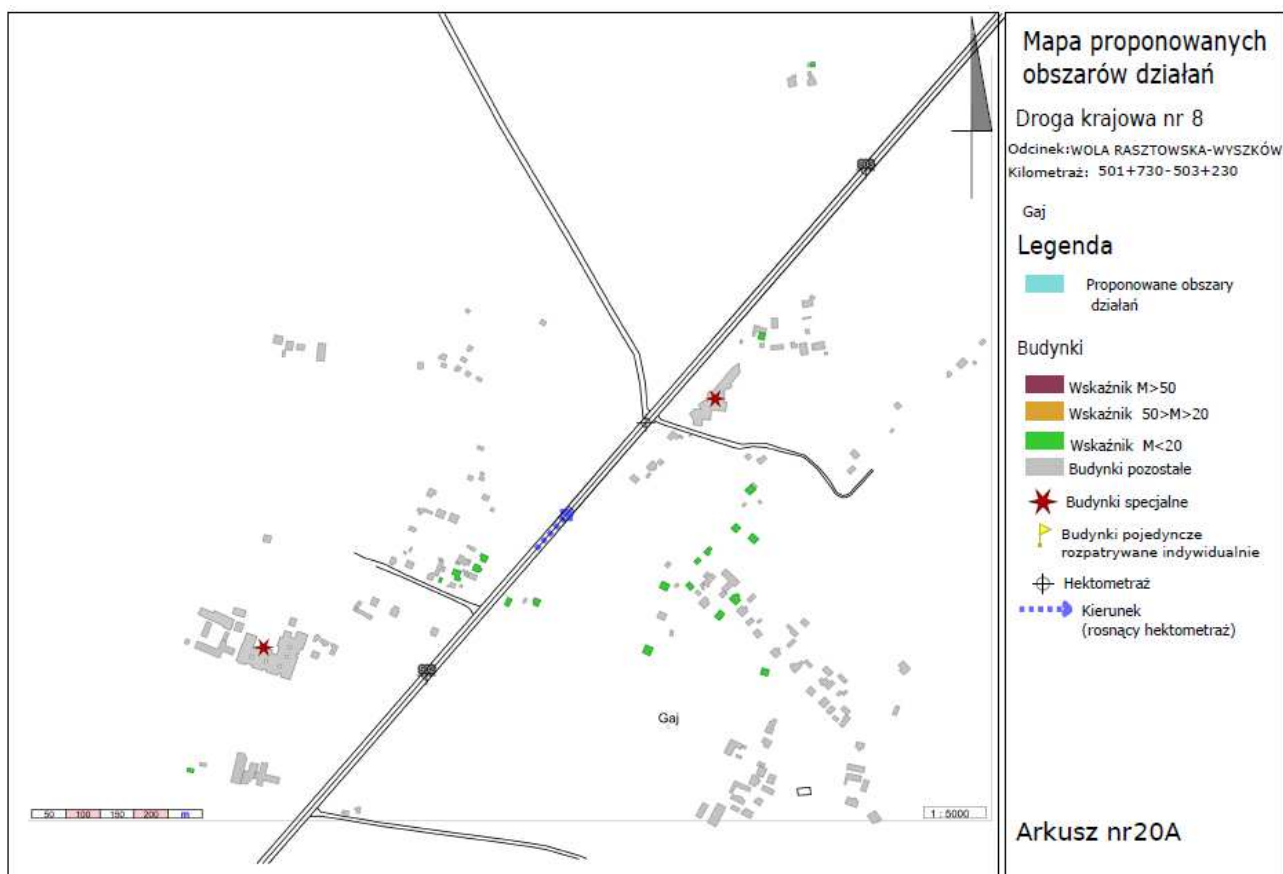 Mapa proponowanych
obszarów działań
Droga krajowa nr 8
Odcinek:WOLA RASZTOWSKA-WYSZKÓW
Kilometraż: 501+730-503+230
Gaj
Legenda
Proponowane obszary
działań
Budynki
Wskaźnik M>50
Wskaźnik 50>M>20
Wskaźnik M<20
Budynki pozostałe
Budynki specjalne
Budynki pojedyncze
rozpatrywane indywidualnie
Hektometraż
Kierunek
(rosnący hektometraż)
Arkusz nr20A
Gaj
50 100 150 200 m
1 : 5000